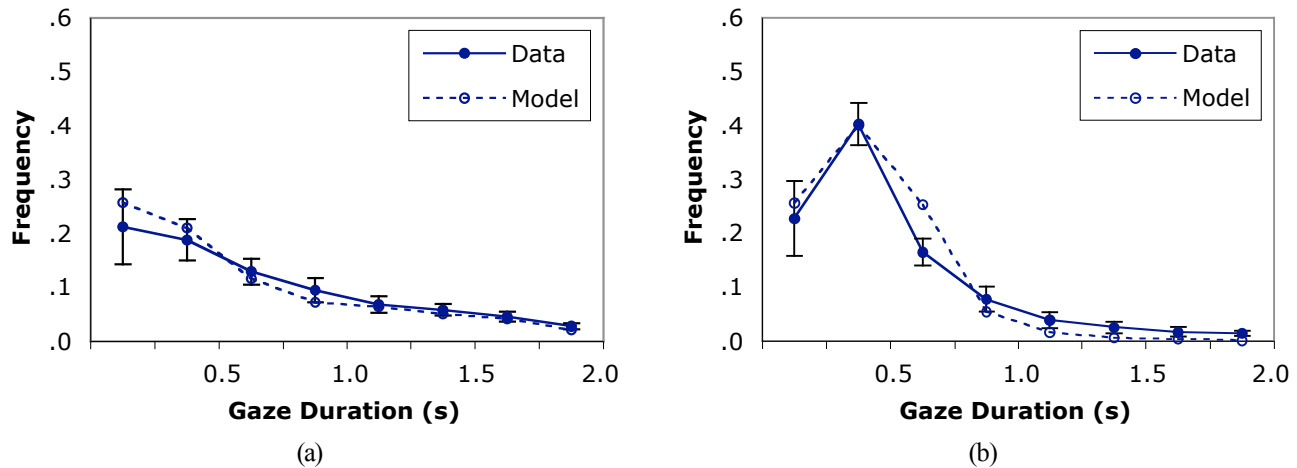 .6
.5
.4
.3
.2
.1
.0
Frequency
Data
Model
0.5 1.0 1.5 2.0
Gaze Duration (s)
(a)
.6
.5
.4
.3
.2
.1
.0
Frequency
Data
Model
0.5 1.0 1.5 2.0
Gaze Duration (s)
(b)